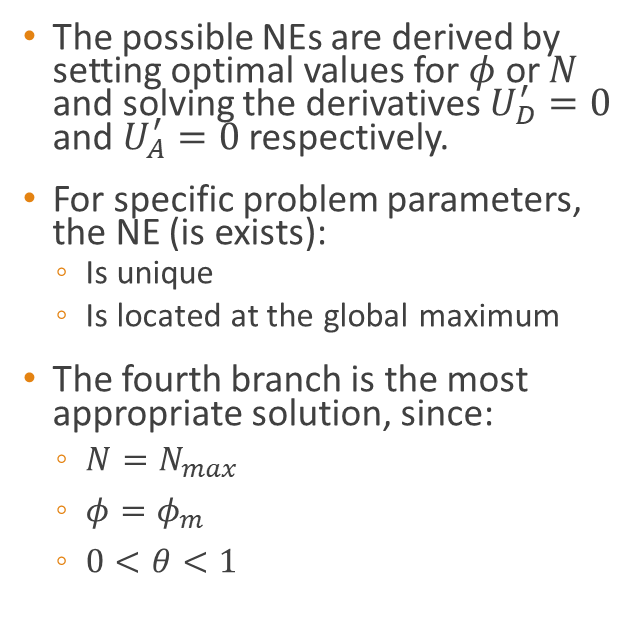 • The possible NEs are derived by
setting optimal values for ϕ or N
and solving the derivatives U′_D = 0
and U′_A = 0 respectively.
• For specific problem parameters,
the NE (is exists):
◦ Is unique
◦ Is located at the global maximum
• The fourth branch is the most
appropriate solution, since:
◦ N = N_max
◦ ϕ = ϕ_m
◦ 0 < θ < 1